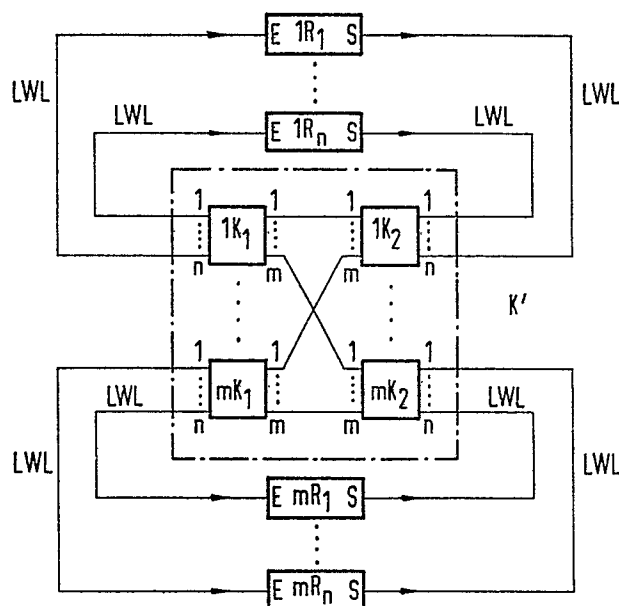 E 1R₁ S
LWL LWL
LWL E 1Rₙ S LWL
1 1 1 1
1K₁ 1K₂
n m m n
K′
1 1 1 1
mK₁ mK₂
LWL n m m n LWL
LWL LWL
E mR₁ S
E mRₙ S